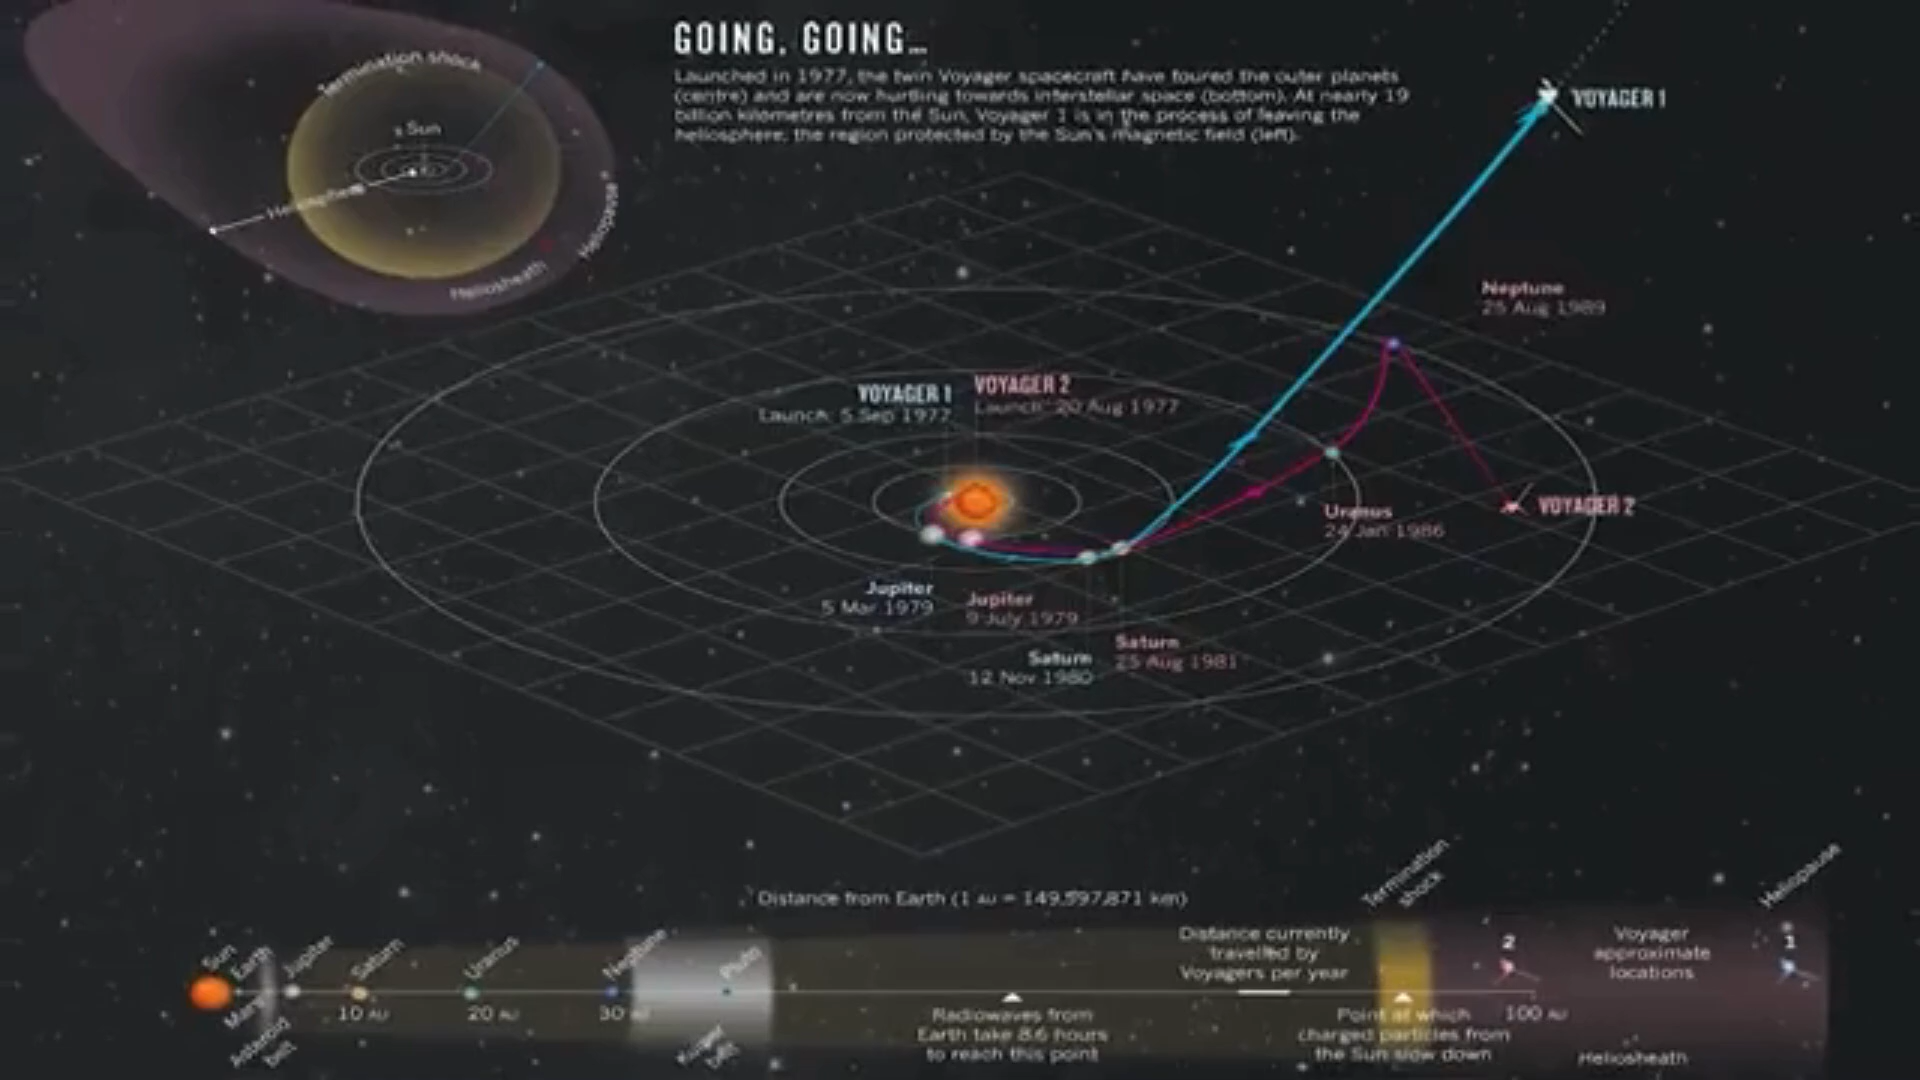 GOING, GOING...
Launched in 1977, the twin Voyager spacecraft have toured the outer planets
(centre) and are now hurtling towards interstellar space (bottom). At nearly 19
billion kilometres from the Sun, Voyager 1 is in the process of leaving the
heliosphere, the region protected by the Sun's magnetic field (left).
Termination shock
Sun
Heliosphere
Heliopause
Heliosheath
VOYAGER 1
Neptune
25 Aug 1989
VOYAGER 1
Launch: 5 Sep 1977
VOYAGER 2
Launch: 20 Aug 1977
Uranus
24 Jan 1986
VOYAGER 2
Jupiter
5 Mar 1979
Jupiter
9 July 1979
Saturn
25 Aug 1981
Saturn
12 Nov 1980
Distance from Earth (1 AU = 149,597,871 km)
Sun
Earth
Mars
Asteroid
belt
Jupiter
Saturn
Uranus
Neptune
Pluto
Kuiper
belt
10 AU
20 AU
30 AU
Radiowaves from
Earth take 8.6 hours
to reach this point
Distance currently
travelled by
Voyagers per year
Termination
shock
Point at which
charged particles from
the Sun slow down
2
100 AU
Voyager
approximate
locations
Heliosheath
Heliopause
1